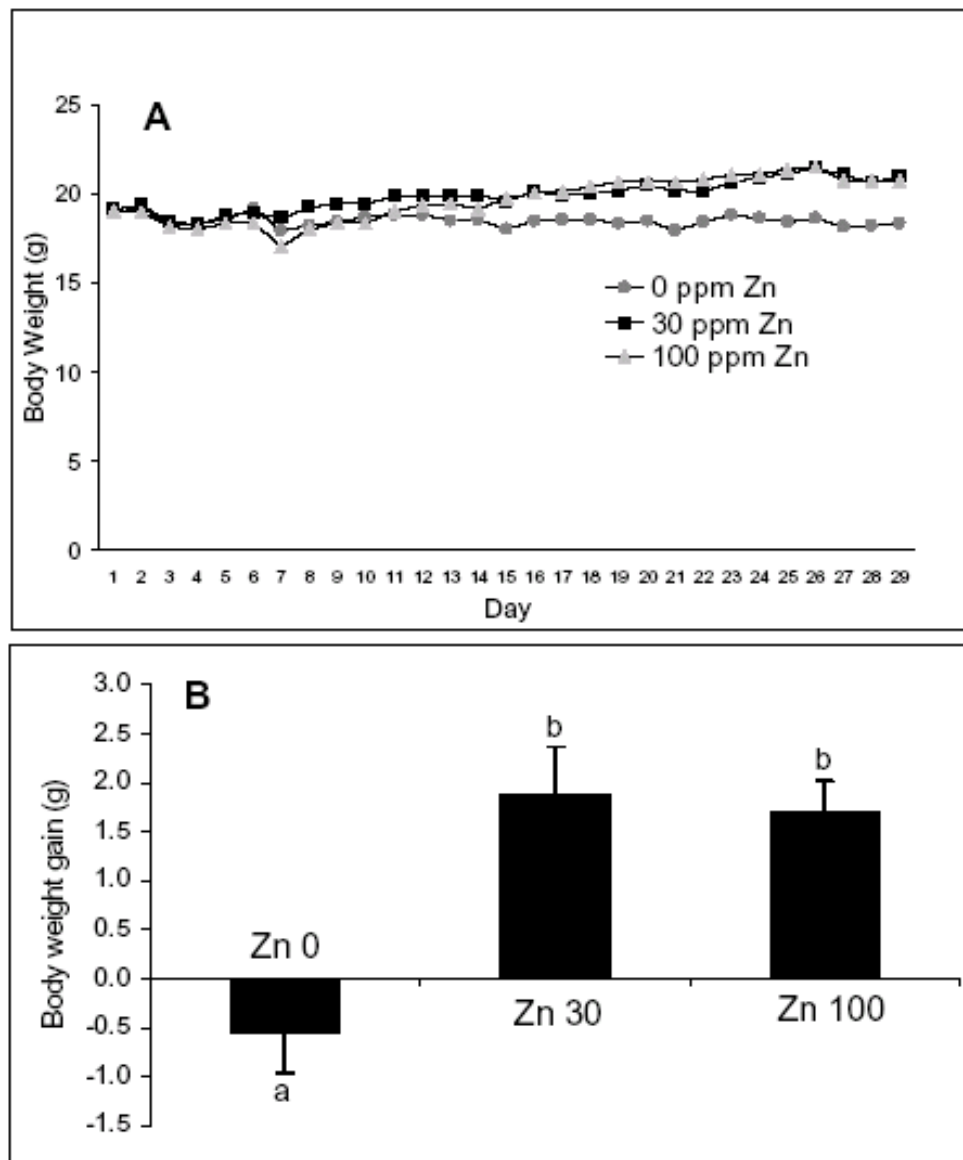 A
25
20
15
10
5
0
Body Weight (g)
0 ppm Zn
30 ppm Zn
100 ppm Zn
1 2 3 4 5 6 7 8 9 10 11 12 13 14 15 16 17 18 19 20 21 22 23 24 25 26 27 28 29
Day
B
3.0
2.5
2.0
1.5
1.0
0.5
0.0
-0.5
-1.0
-1.5
Body weight gain (g)
b
b
Zn 0
Zn 30
Zn 100
a